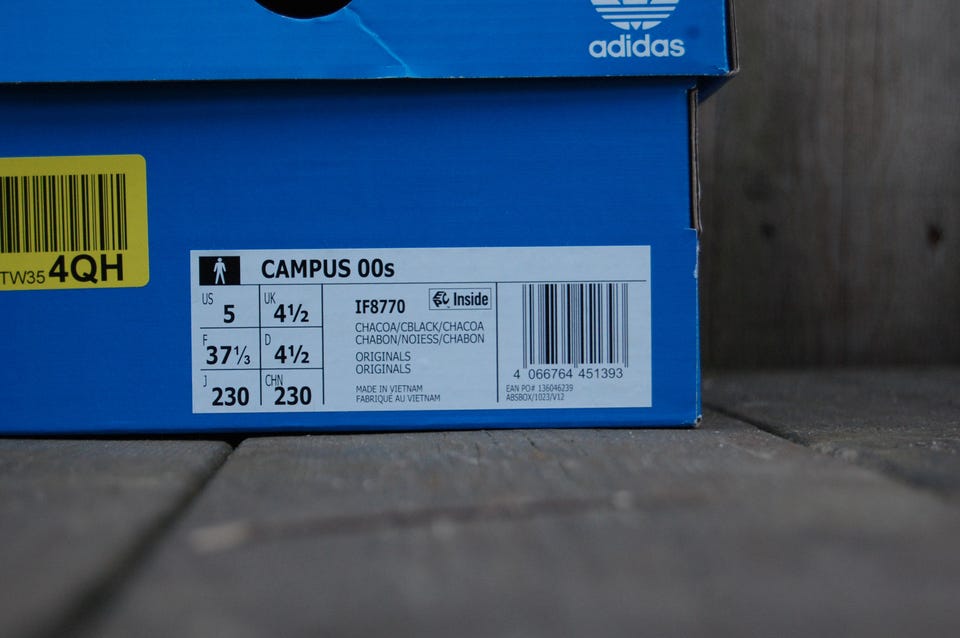 adidas
TW35 4QH
CAMPUS 00s
US 5
UK 4½
F 37⅓
D 4½
J 230
CHN 230
IF8770
Inside
CHACOA/CBLACK/CHACOA
CHABON/NOIESS/CHABON
ORIGINALS
ORIGINALS
MADE IN VIETNAM
FABRIQUÉ AU VIETNAM
4 066764 451393
EAN PO# 136046239
ABSBOX/1023/V12